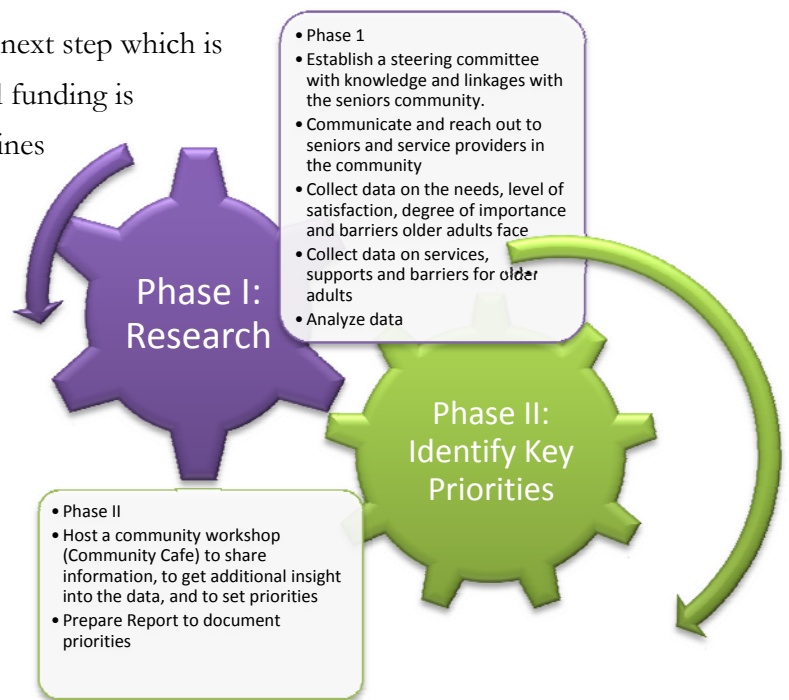 next step which is
funding is
ines
• Phase 1
• Establish a steering committee
with knowledge and linkages with
the seniors community.
• Communicate and reach out to
seniors and service providers in
the community
• Collect data on the needs, level of
satisfaction, degree of importance
and barriers older adults face
• Collect data on services,
supports and barriers for older
adults
• Analyze data
Phase I:
Research
Phase II:
Identify Key
Priorities
• Phase II
• Host a community workshop
(Community Cafe) to share
information, to get additional insight
into the data, and to set priorities
• Prepare Report to document
priorities